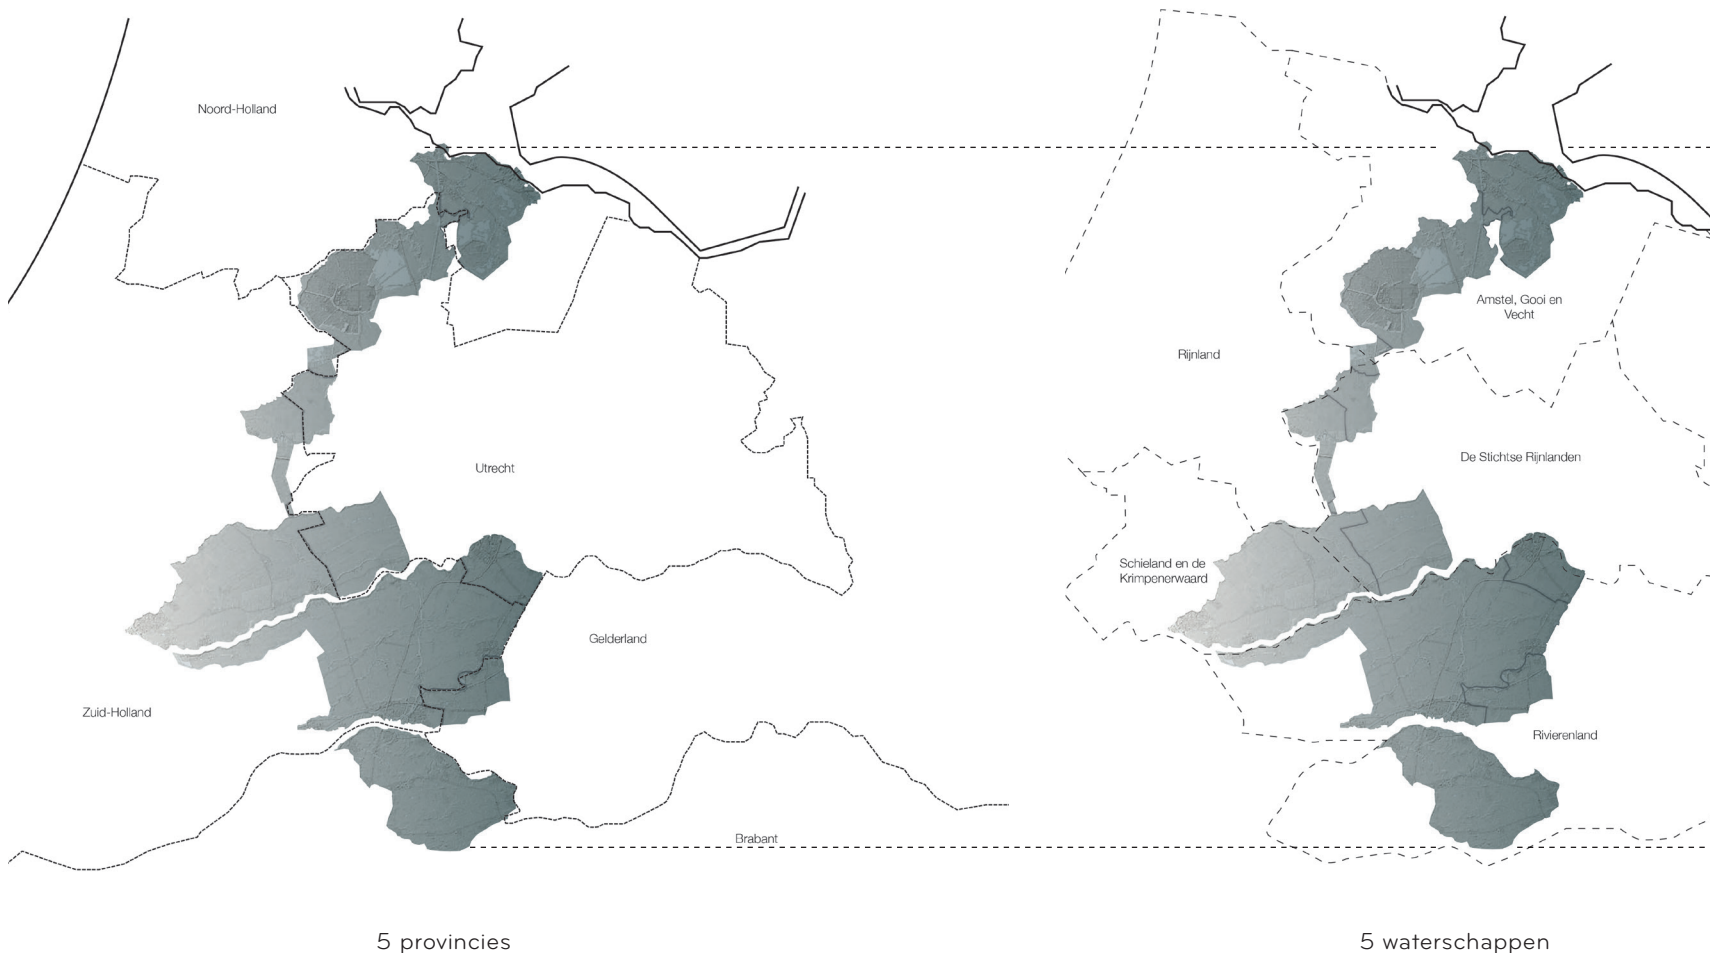 Noord-Holland
Utrecht
Gelderland
Zuid-Holland
Brabant
5 provincies
Amstel, Gooi en
Vecht
Rijnland
De Stichtse Rijnlanden
Schieland en de
Krimpenerwaard
Rivierenland
5 waterschappen